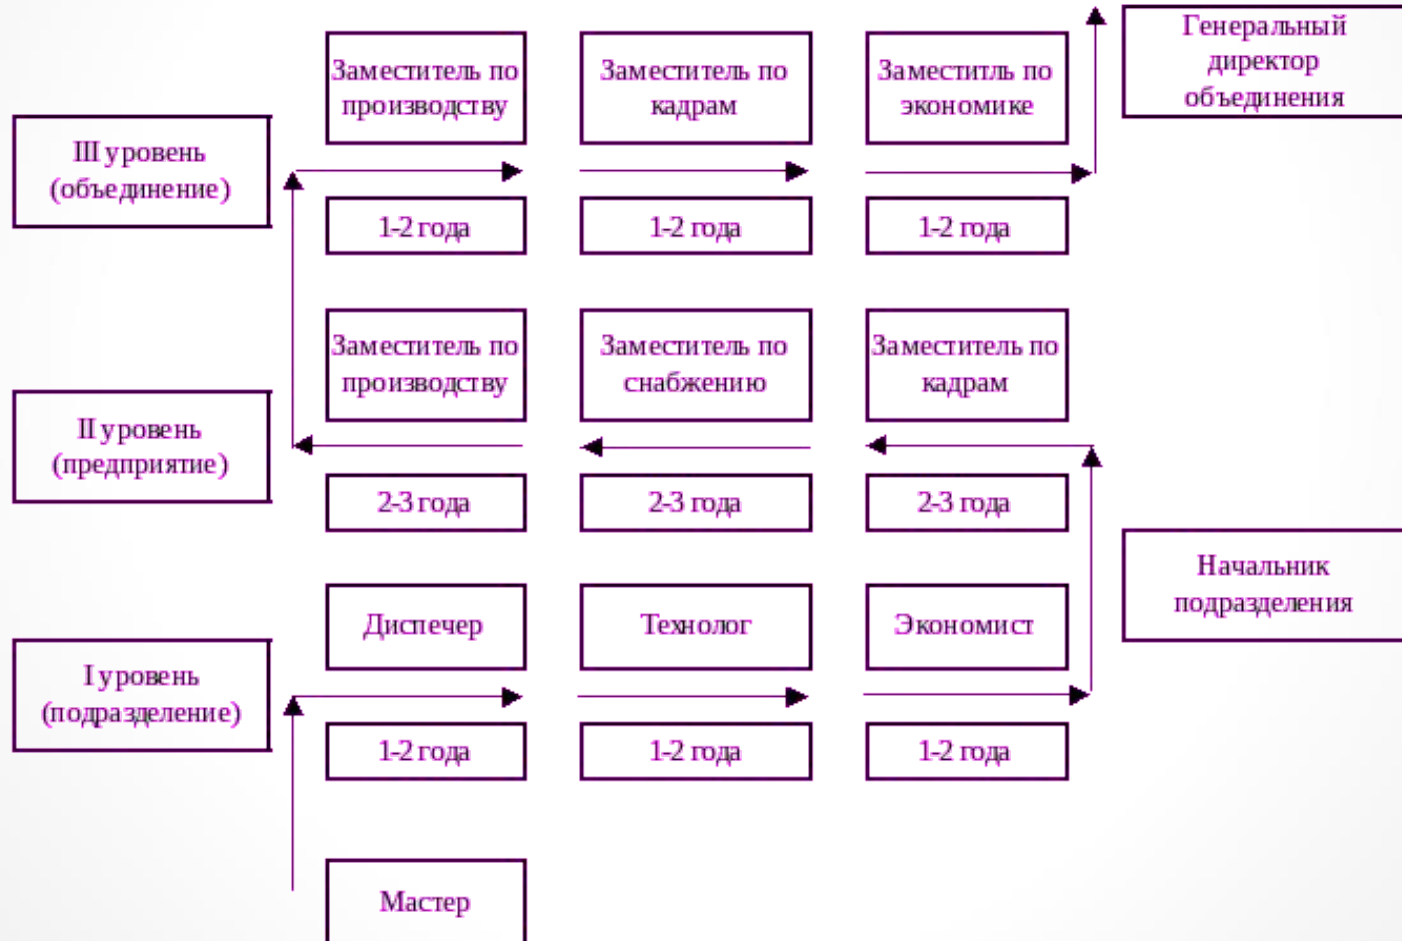 Генеральный
директор
объединения
Заместитель по
производству
Заместитель по
кадрам
Заместитль по
экономике
III уровень
(объединение)
1-2 года
1-2 года
1-2 года
Заместитель по
производству
Заместитель по
снабжению
Заместитель по
кадрам
II уровень
(предприятие)
2-3 года
2-3 года
2-3 года
Начальник
подразделения
Диспечер
Технолог
Экономист
I уровень
(подразделение)
1-2 года
1-2 года
1-2 года
Мастер